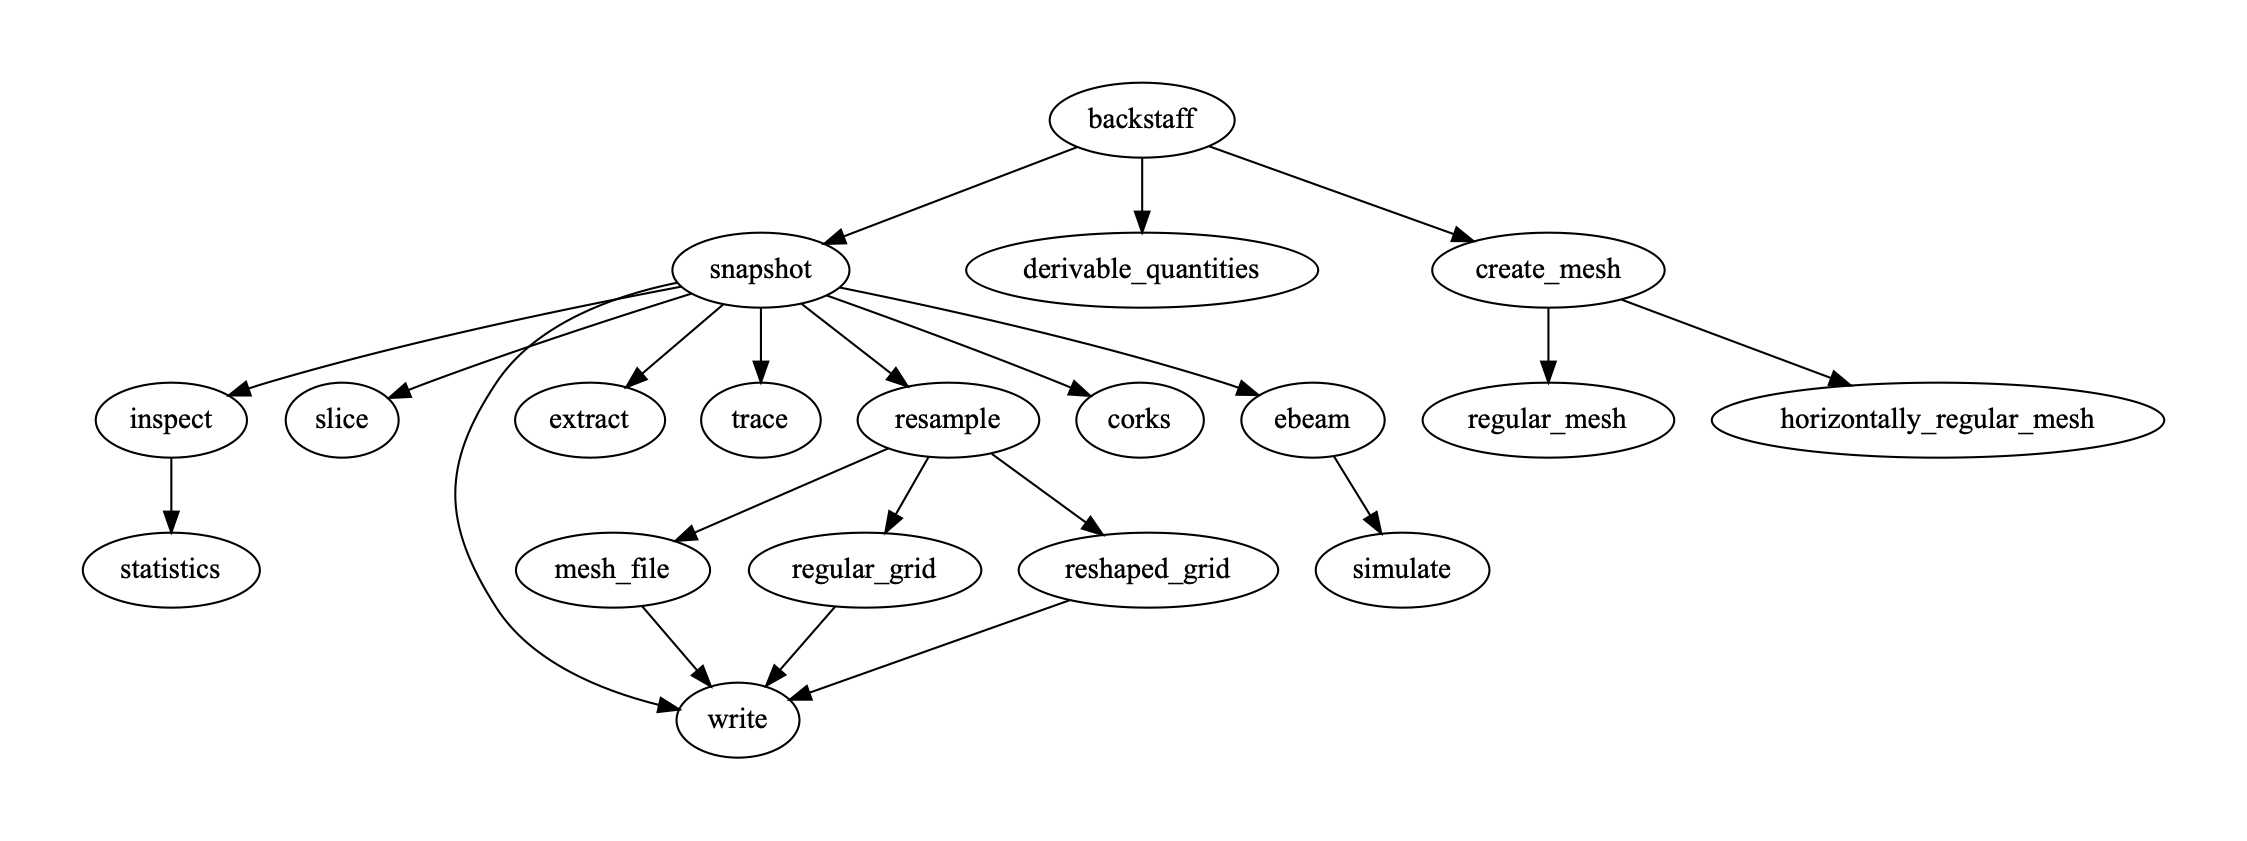 backstaff
snapshot
derivable_quantities
create_mesh
inspect
slice
extract
trace
resample
corks
ebeam
regular_mesh
horizontally_regular_mesh
statistics
mesh_file
regular_grid
reshaped_grid
simulate
write